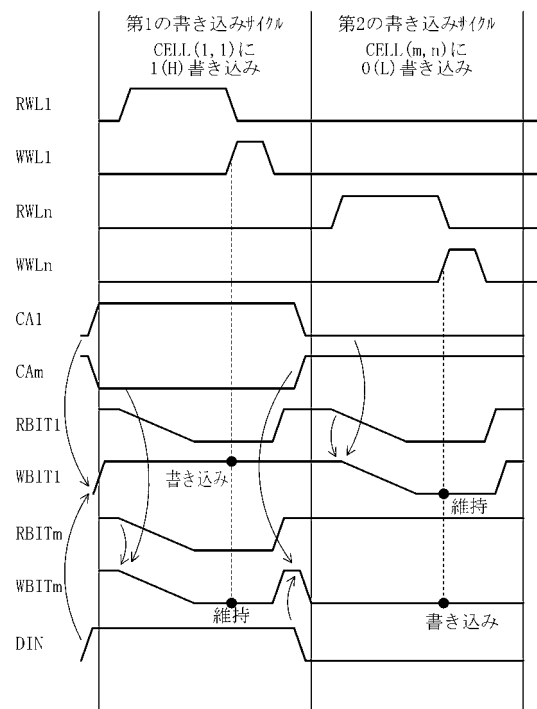 第1の書き込みサイクル
CELL(1,1)に
1(H)書き込み
第2の書き込みサイクル
CELL(m,n)に
0(L)書き込み
RWL1
WWL1
RWLn
WWLn
CA1
CAm
RBIT1
WBIT1
書き込み
維持
RBITm
WBITm
維持
書き込み
DIN